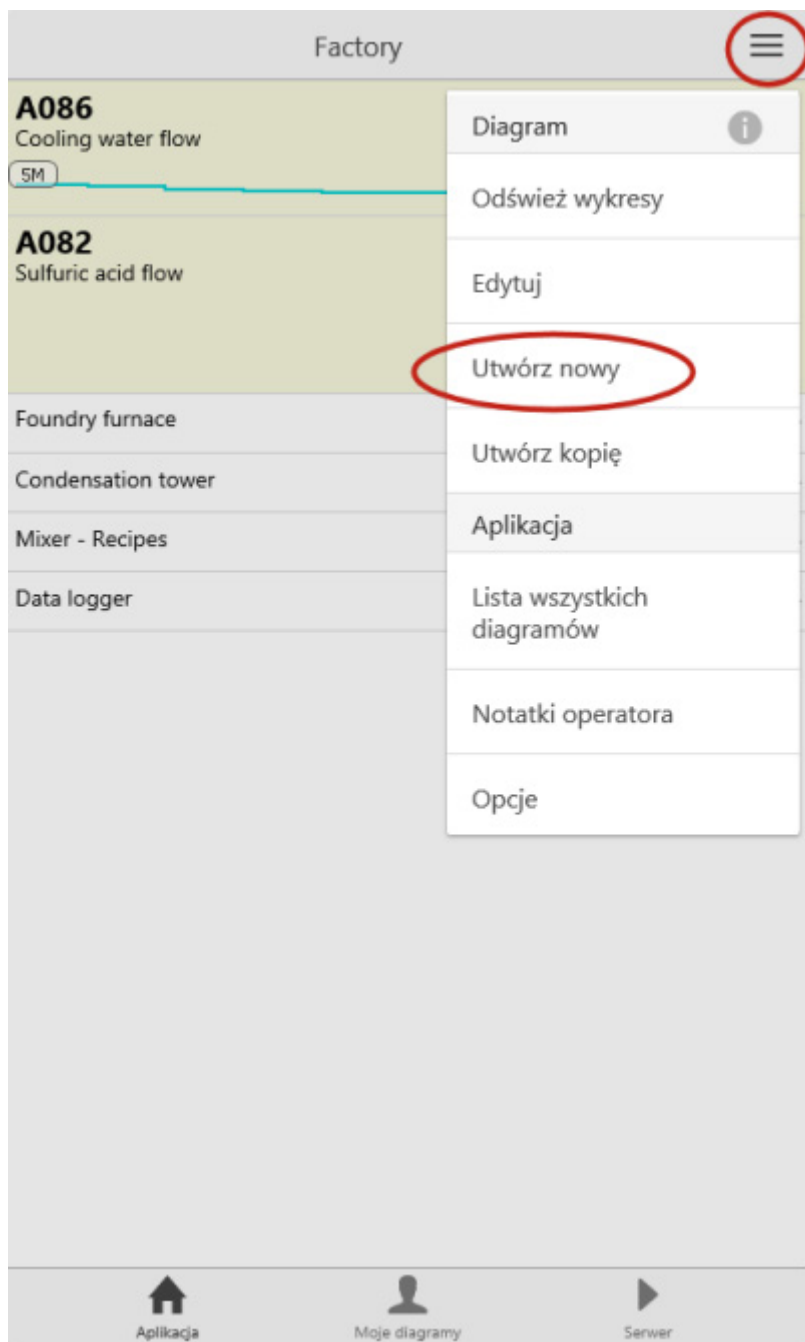 Factory
A086
Cooling water flow
5M
A082
Sulfuric acid flow
Foundry furnace
Condensation tower
Mixer - Recipes
Data logger
Diagram
Odśwież wykresy
Edytuj
Utwórz nowy
Utwórz kopię
Aplikacja
Lista wszystkich
diagramów
Notatki operatora
Opcje
Aplikacja
Moje diagramy
Serwer